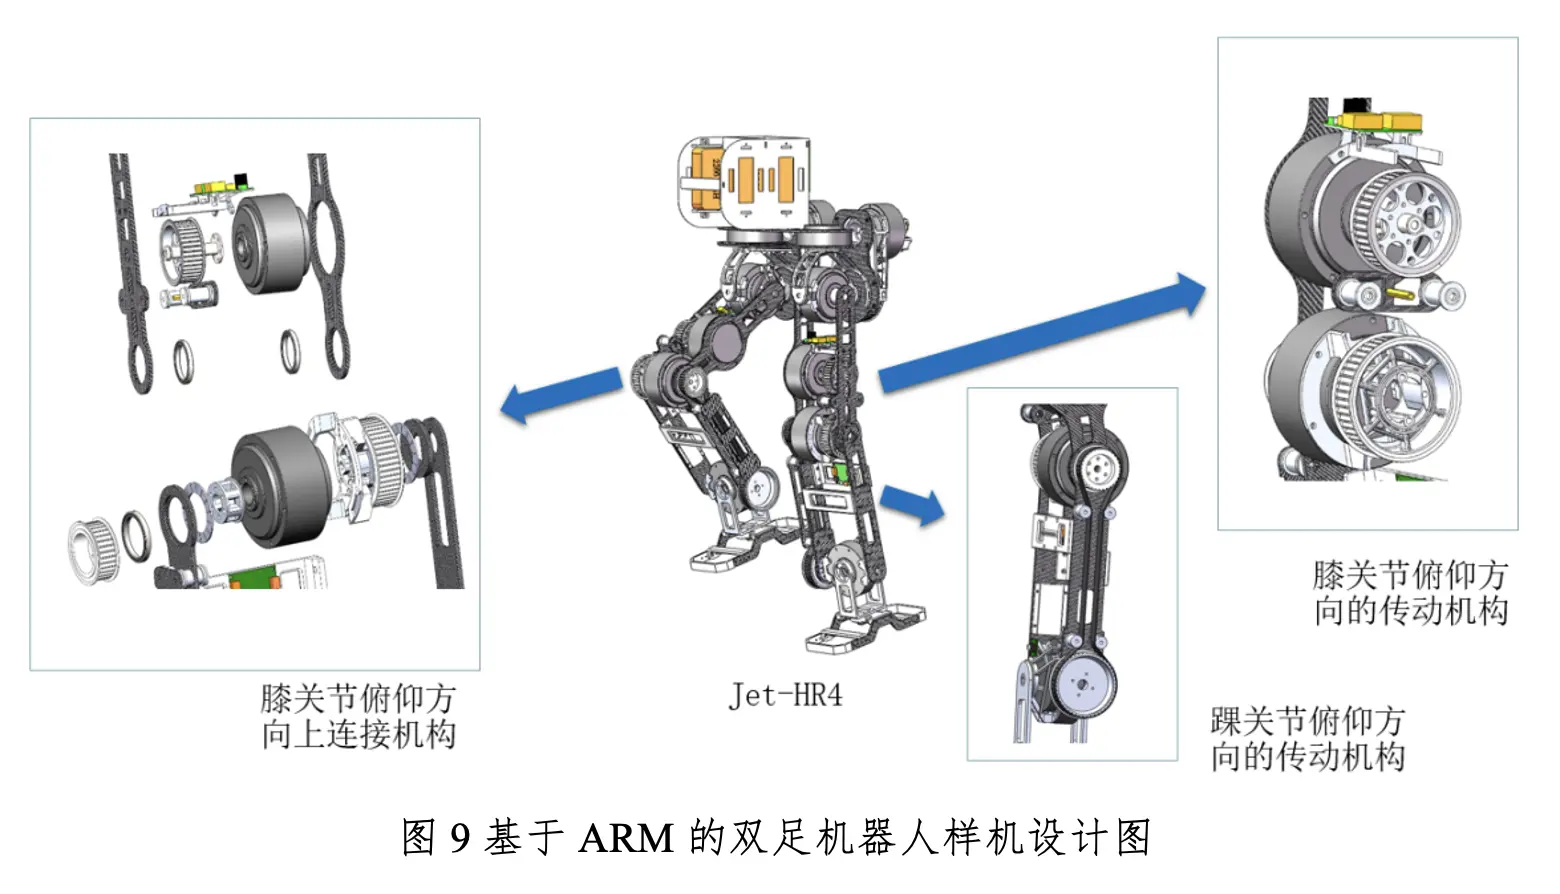 膝关节俯仰方
向上连接机构
Jet-HR4
膝关节俯仰方
向的传动机构
踝关节俯仰方
向的传动机构
图 9 基于 ARM 的双足机器人样机设计图